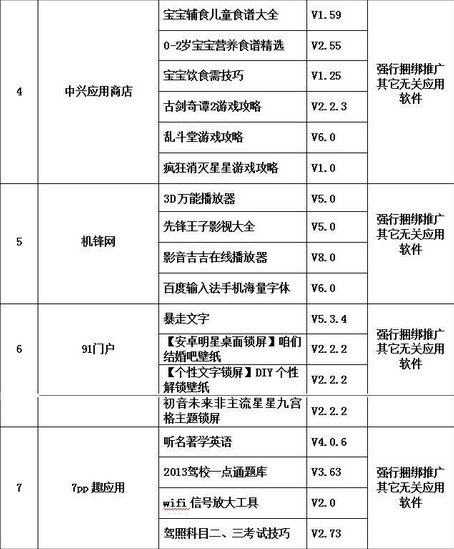 4
中兴应用商店
宝宝辅食儿童食谱大全
V1.59
0-2岁宝宝营养食谱精选
V2.55
宝宝饮食需技巧
V1.25
古剑奇谭2游戏攻略
V2.2.3
乱斗堂游戏攻略
V6.0
疯狂消灭星星游戏攻略
V1.0
强行捆绑推广
其它无关应用
软件
5
机锋网
3D万能播放器
V5.0
先锋王子影视大全
V5.0
影音吉吉在线播放器
V8.0
百度输入法手机海量字体
V6.0
强行捆绑推广
其它无关应用
软件
6
91门户
暴走文字
V5.3.4
【安卓明星桌面锁屏】咱们
结婚吧壁纸
V2.2.2
【个性文字锁屏】DIY个性
解锁壁纸
V2.2.2
初音未来非主流星星九宫
格主题锁屏
V2.2.2
强行捆绑推广
其它无关应用
软件
7
7pp趣应用
听名著学英语
V4.0.6
2013驾校一点通题库
V3.63
wifi信号放大工具
V2.0
驾照科目二、三考试技巧
V2.73
强行捆绑推广
其它无关应用
软件